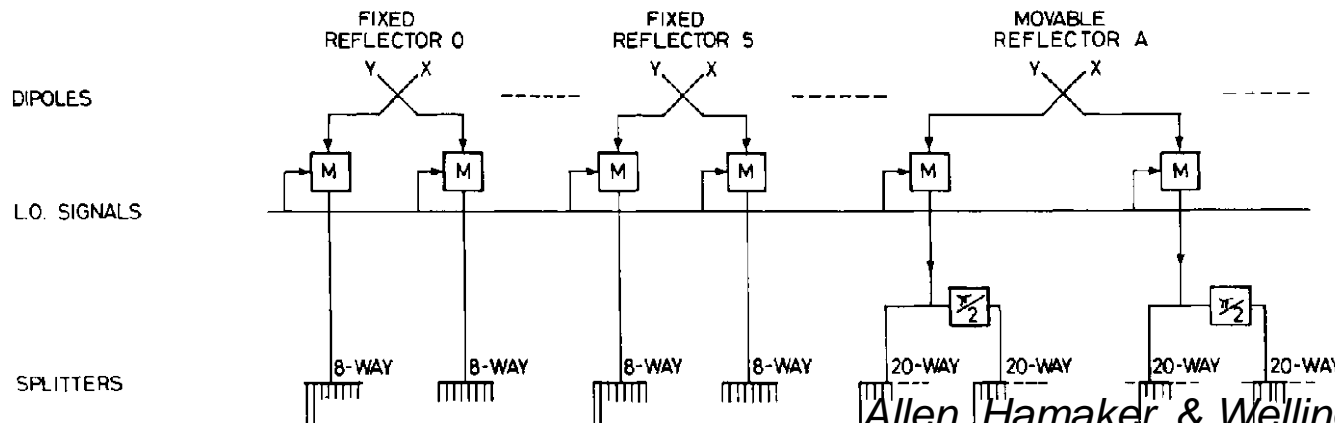 FIXED REFLECTOR 0
FIXED REFLECTOR 5
MOVABLE REFLECTOR A
Y X
Y X
Y X
DIPOLES
M M M M M M
L.O. SIGNALS
π/2 π/2
SPLITTERS
8-WAY 8-WAY 8-WAY 8-WAY 20-WAY 20-WAY 20-WAY 20-WAY
Allen, Hamaker & Welling